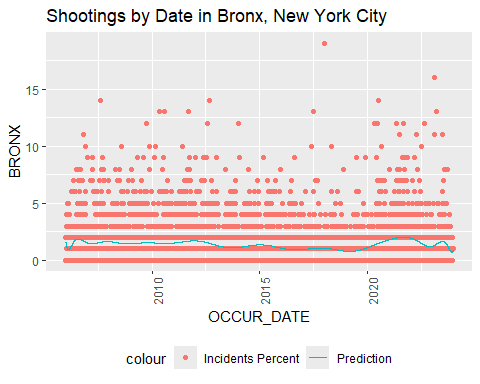 Shootings by Date in Bronx, New York City
BRONX
15
10
5
0
2010
2015
2020
OCCUR_DATE
colour
Incidents Percent
Prediction